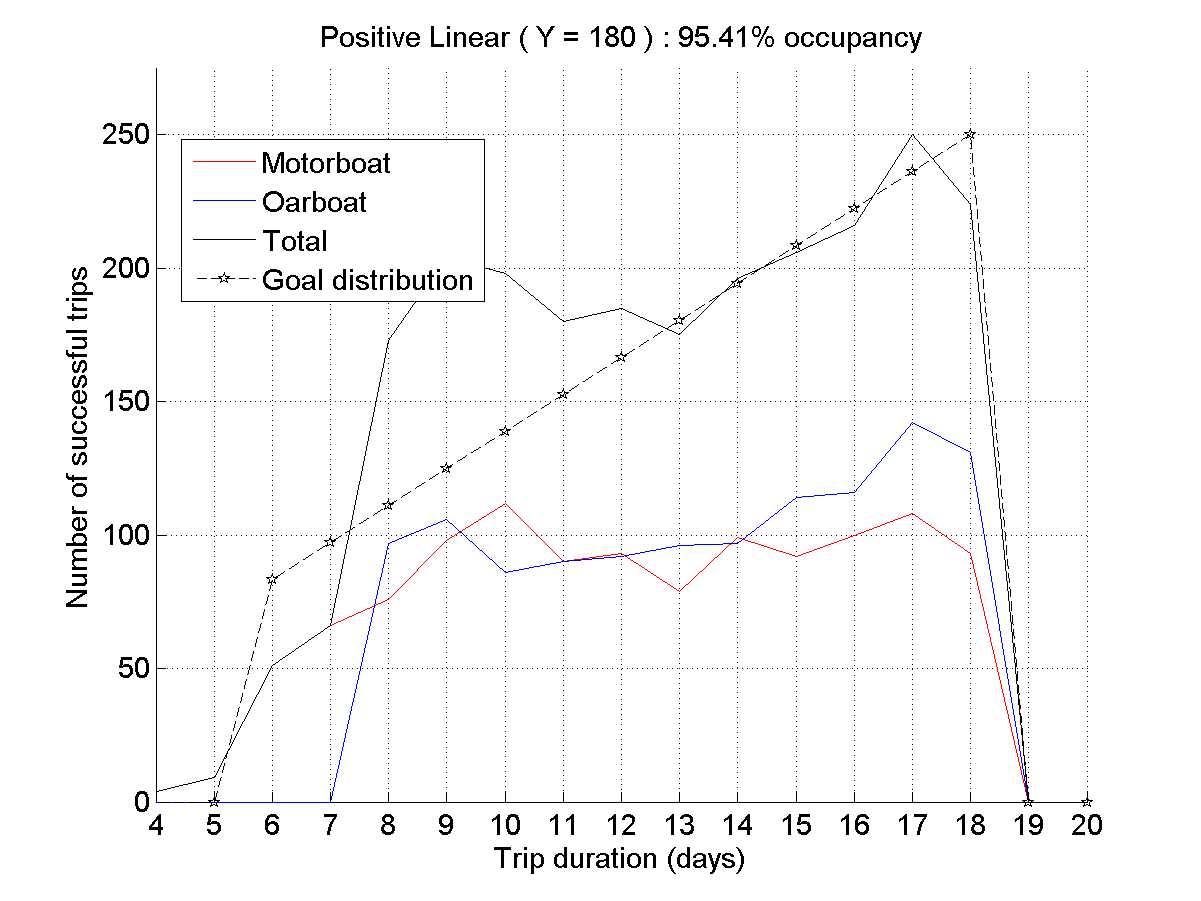 Positive Linear ( Y = 180 ) : 95.41% occupancy
250
200
150
100
50
0
Motorboat
Oarboat
Total
Goal distribution
Number of successful trips
4 5 6 7 8 9 10 11 12 13 14 15 16 17 18 19 20
Trip duration (days)